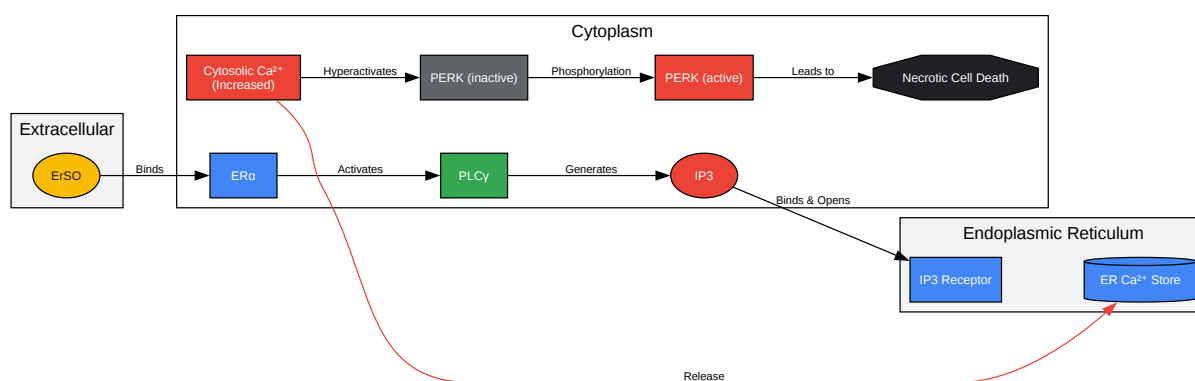 Cytoplasm
Cytosolic Ca²⁺
(Increased)
Hyperactivates
PERK (inactive)
Phosphorylation
PERK (active)
Leads to
Necrotic Cell Death
Extracellular
ErSO
Binds
ERα
Activates
PLCγ
Generates
IP3
Binds & Opens
Endoplasmic Reticulum
IP3 Receptor
ER Ca²⁺ Store
Release